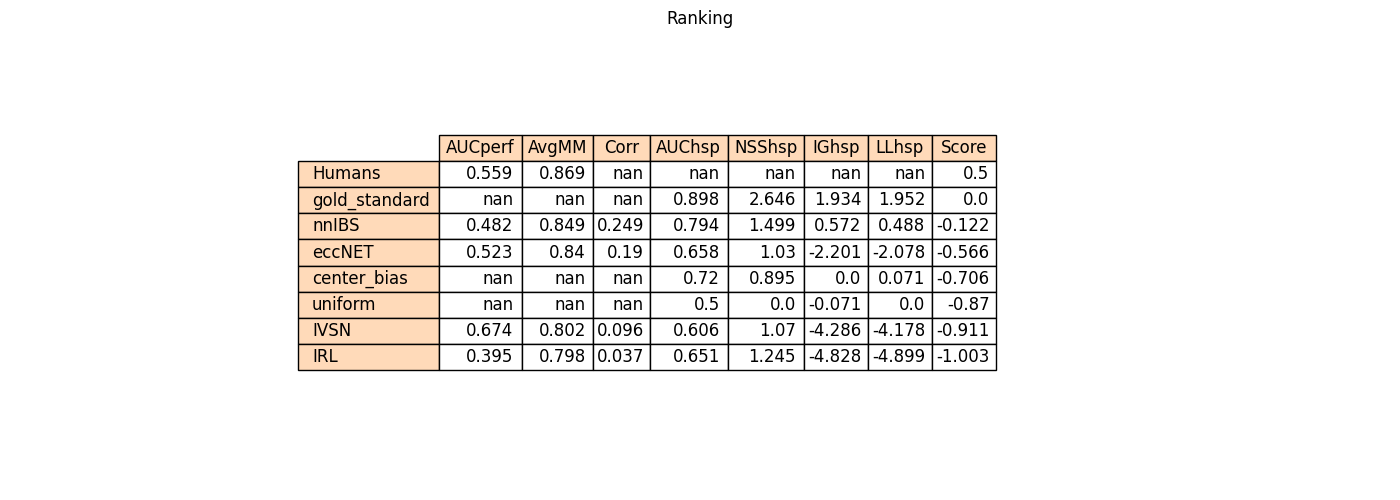 Ranking
AUCperf AvgMM Corr AUChsp NSShsp IGhsp LLhsp Score
Humans 0.559 0.869 nan nan nan nan nan 0.5
gold_standard nan nan nan 0.898 2.646 1.934 1.952 0.0
nnIBS 0.482 0.849 0.249 0.794 1.499 0.572 0.488 -0.122
eccNET 0.523 0.84 0.19 0.658 1.03 -2.201 -2.078 -0.566
center_bias nan nan nan 0.72 0.895 0.0 0.071 -0.706
uniform nan nan nan 0.5 0.0 -0.071 0.0 -0.87
IVSN 0.674 0.802 0.096 0.606 1.07 -4.286 -4.178 -0.911
IRL 0.395 0.798 0.037 0.651 1.245 -4.828 -4.899 -1.003